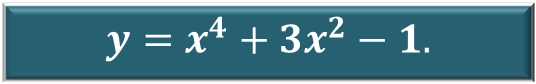 y = x⁴ + 3x² − 1.